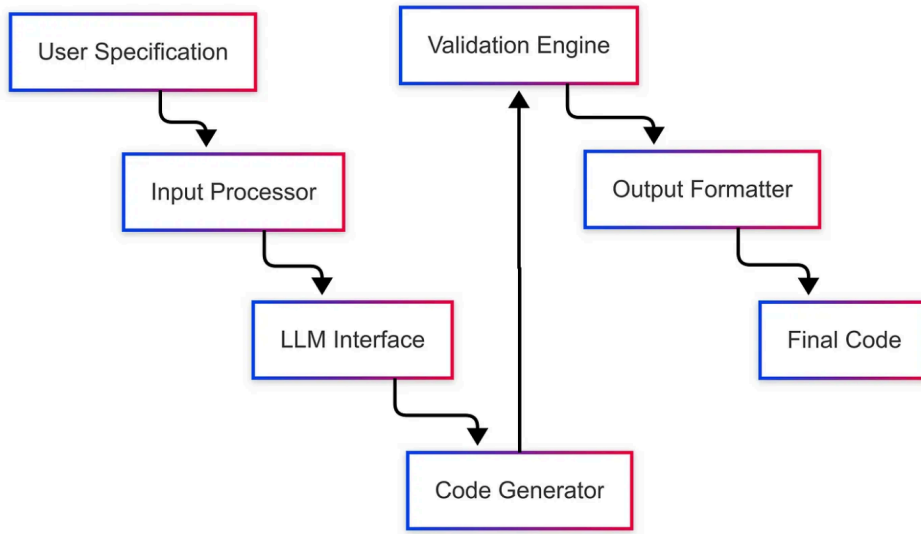 User Specification
Input Processor
LLM Interface
Code Generator
Validation Engine
Output Formatter
Final Code